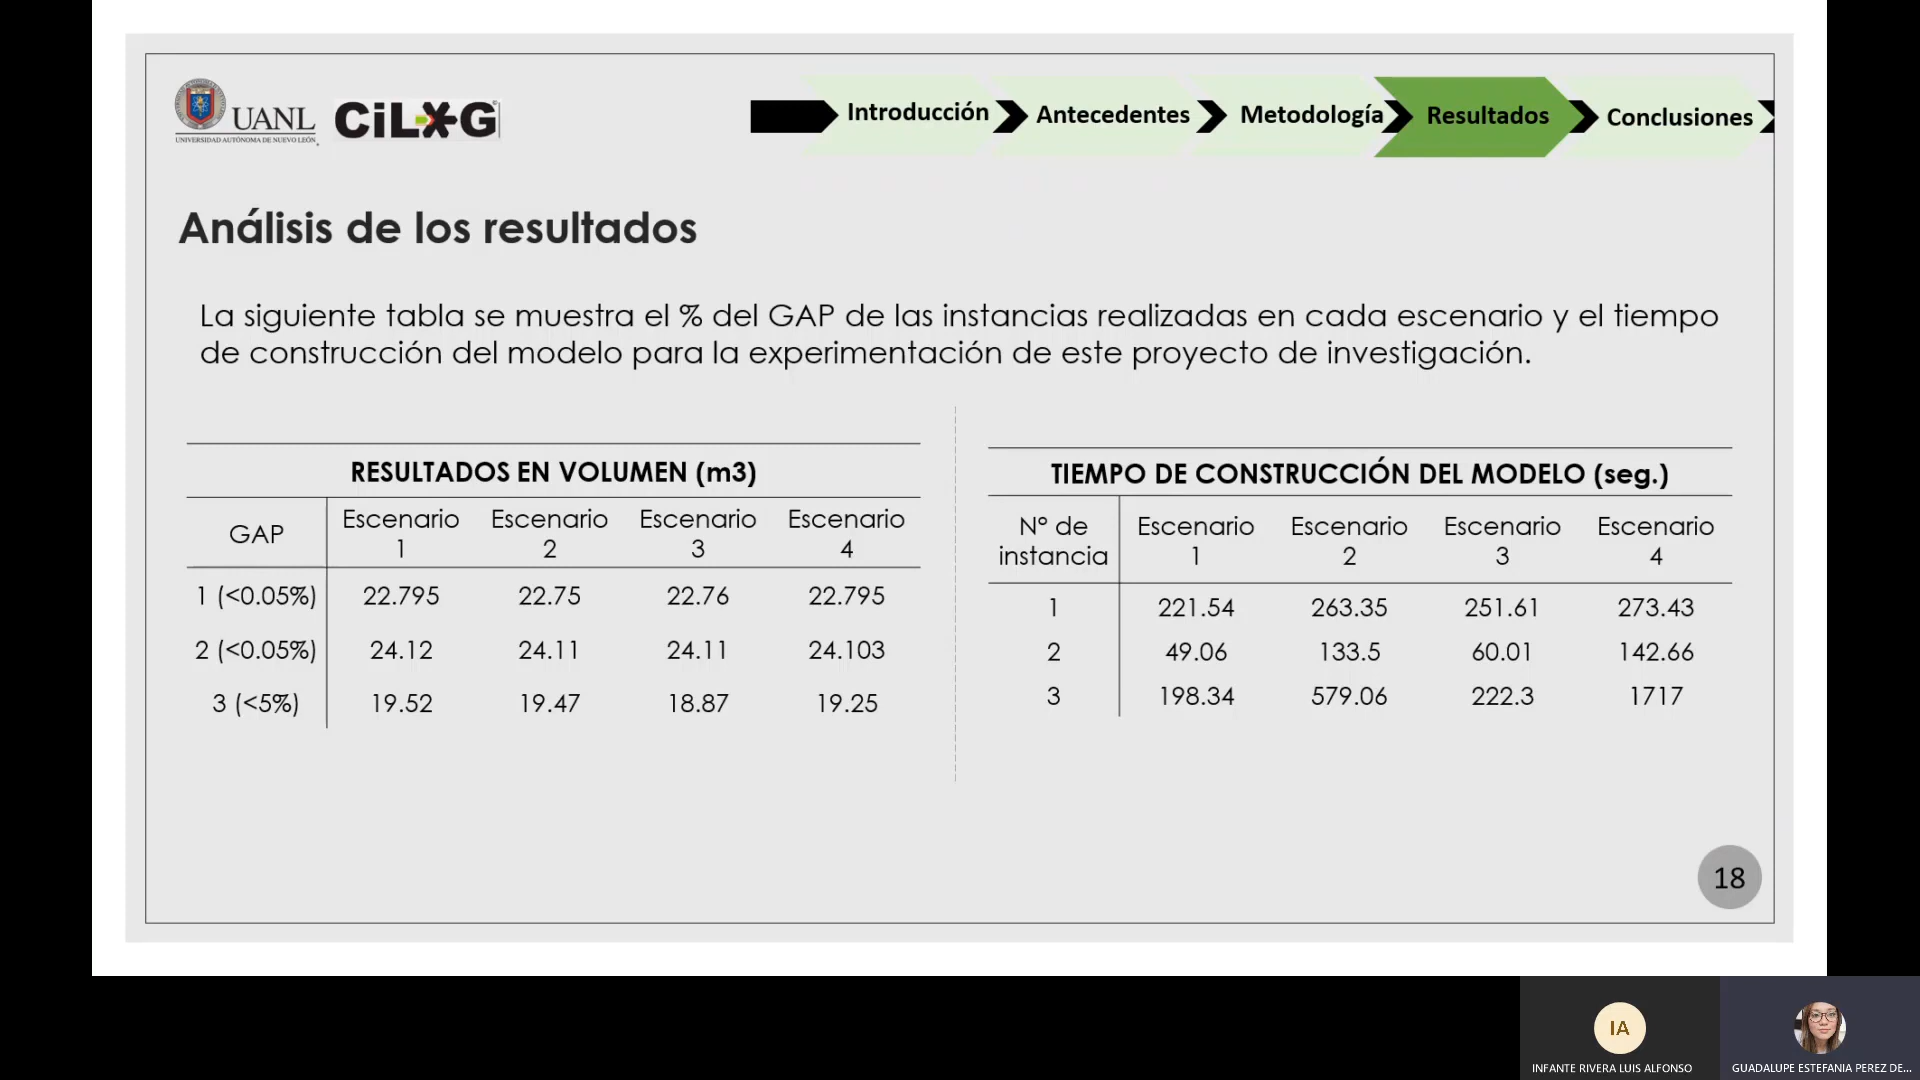 UANL
UNIVERSIDAD AUTÓNOMA DE NUEVO LEÓN
CiLOG
Introducción
Antecedentes
Metodología
Resultados
Conclusiones
Análisis de los resultados
La siguiente tabla se muestra el % del GAP de las instancias realizadas en cada escenario y el tiempo
de construcción del modelo para la experimentación de este proyecto de investigación.
RESULTADOS EN VOLUMEN (m3)
GAP Escenario 1 Escenario 2 Escenario 3 Escenario 4
1 (<0.05%) 22.795 22.75 22.76 22.795
2 (<0.05%) 24.12 24.11 24.11 24.103
3 (<5%) 19.52 19.47 18.87 19.25
TIEMPO DE CONSTRUCCIÓN DEL MODELO (seg.)
N° de instancia Escenario 1 Escenario 2 Escenario 3 Escenario 4
1 221.54 263.35 251.61 273.43
2 49.06 133.5 60.01 142.66
3 198.34 579.06 222.3 1717
18
IA
INFANTE RIVERA LUIS ALFONSO
GUADALUPE ESTEFANIA PEREZ DE...